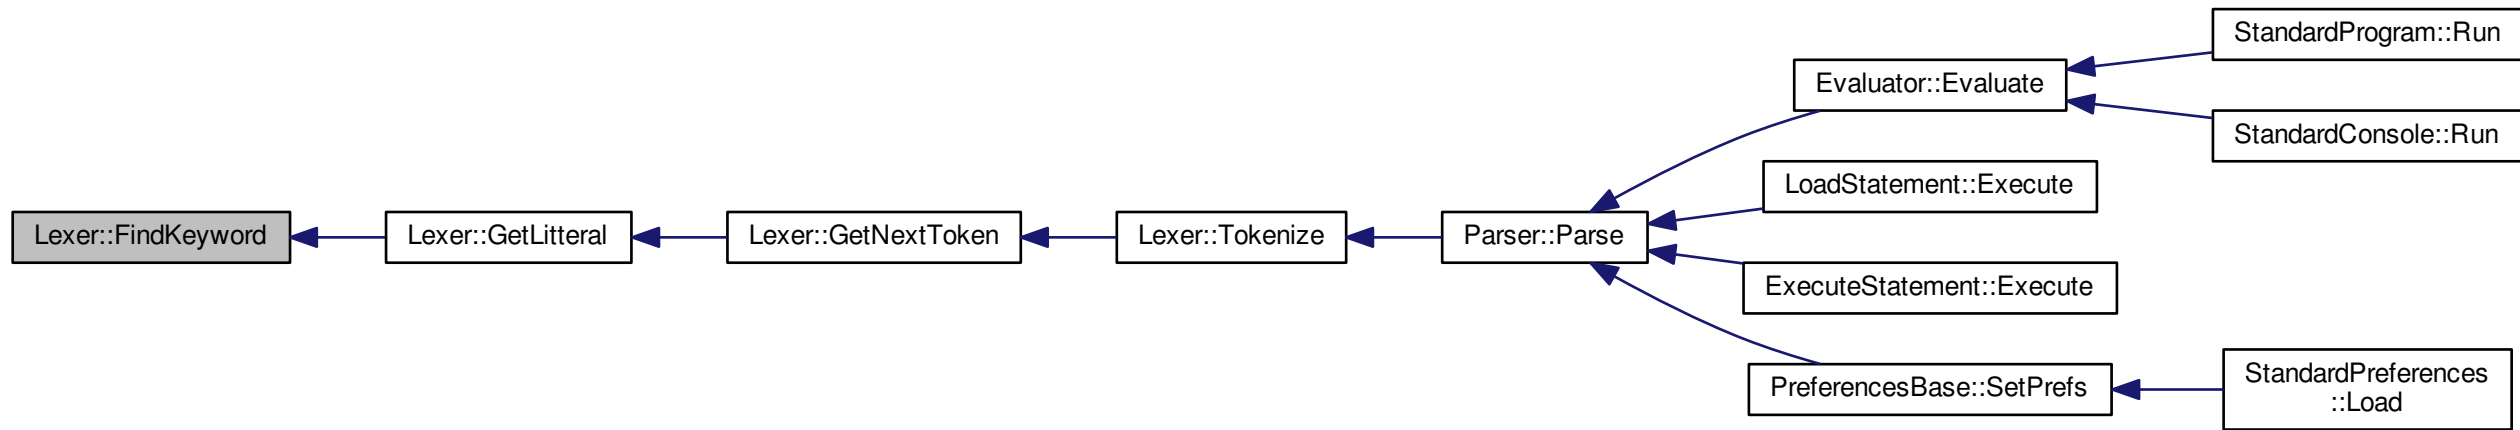 Lexer::FindKeyword
Lexer::GetLitteral
Lexer::GetNextToken
Lexer::Tokenize
Parser::Parse
Evaluator::Evaluate
StandardProgram::Run
StandardConsole::Run
LoadStatement::Execute
ExecuteStatement::Execute
PreferencesBase::SetPrefs
StandardPreferences
::Load